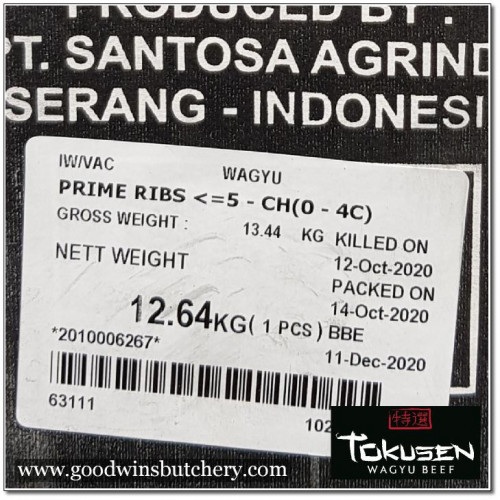 PRODUCED BY :
PT. SANTOSA AGRIND
SERANG - INDONESI
IW/VAC WAGYU
PRIME RIBS <=5 - CH(0 - 4C)
GROSS WEIGHT : 13.44 KG KILLED ON
12-Oct-2020
NETT WEIGHT PACKED ON
14-Oct-2020
12.64KG( 1 PCS ) BBE
11-Dec-2020
*2010006267*
63111 102
特選
TOKUSEN
WAGYU BEEF
www.goodwinsbutchery.com